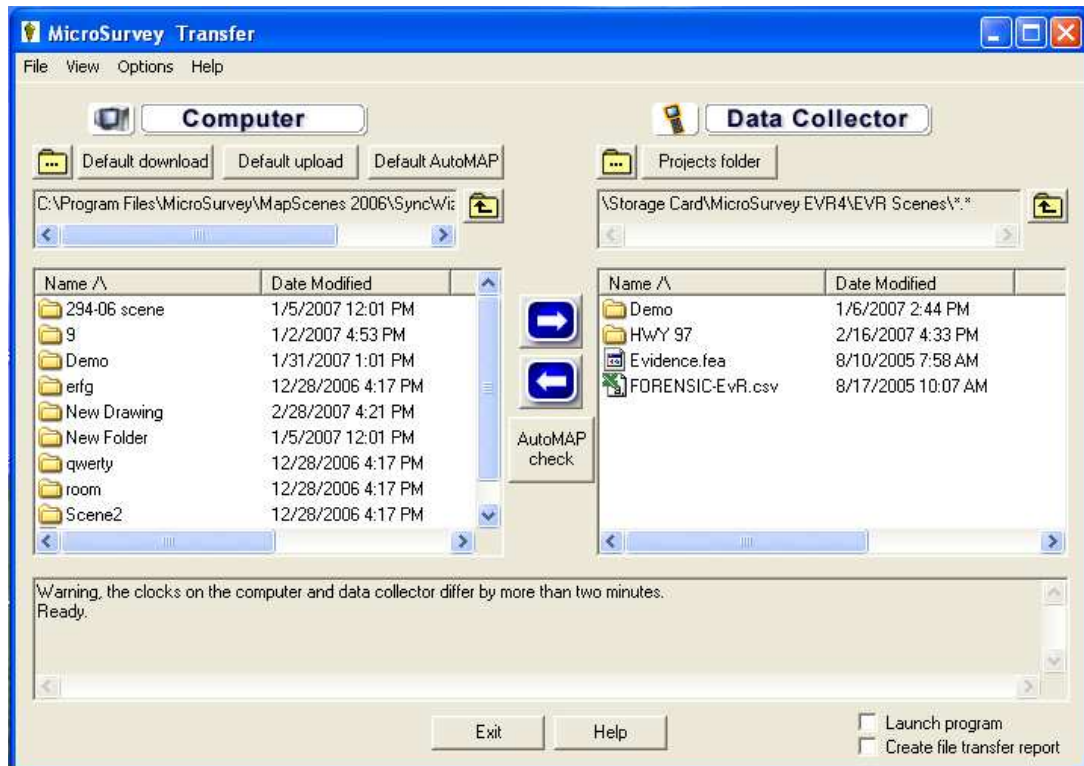 MicroSurvey Transfer
File View Options Help
Computer
Data Collector
Default download Default upload Default AutoMAP
Projects folder
C:\Program Files\MicroSurvey\MapScenes 2006\SyncWiz
\Storage Card\MicroSurvey EVR4\EVR Scenes\*.*
Name /\ Date Modified
294-06 scene 1/5/2007 12:01 PM
9 1/2/2007 4:53 PM
Demo 1/31/2007 1:01 PM
erfg 12/28/2006 4:17 PM
New Drawing 2/28/2007 4:21 PM
New Folder 1/5/2007 12:01 PM
qwerty 12/28/2006 4:17 PM
room 12/28/2006 4:17 PM
Scene2 12/28/2006 4:17 PM
AutoMAP
check
Name /\ Date Modified
Demo 1/6/2007 2:44 PM
HWY 97 2/16/2007 4:33 PM
Evidence.fea 8/10/2005 7:58 AM
FORENSIC-EvR.csv 8/17/2005 10:07 AM
Warning, the clocks on the computer and data collector differ by more than two minutes.
Ready.
Exit Help
Launch program
Create file transfer report